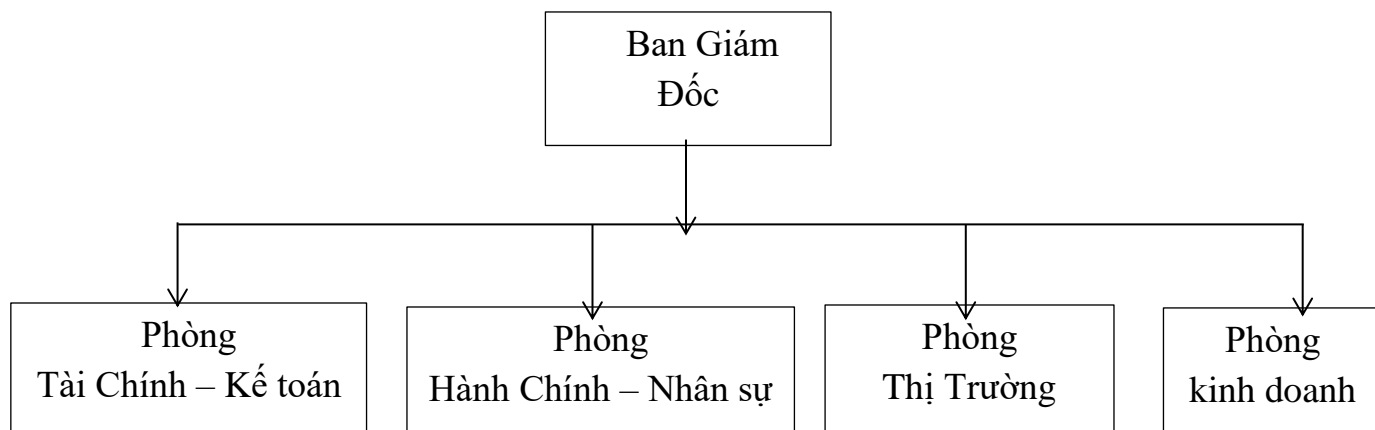 Ban Giám
Đốc
Phòng
Tài Chính – Kế toán
Phòng
Hành Chính – Nhân sự
Phòng
Thị Trường
Phòng
kinh doanh